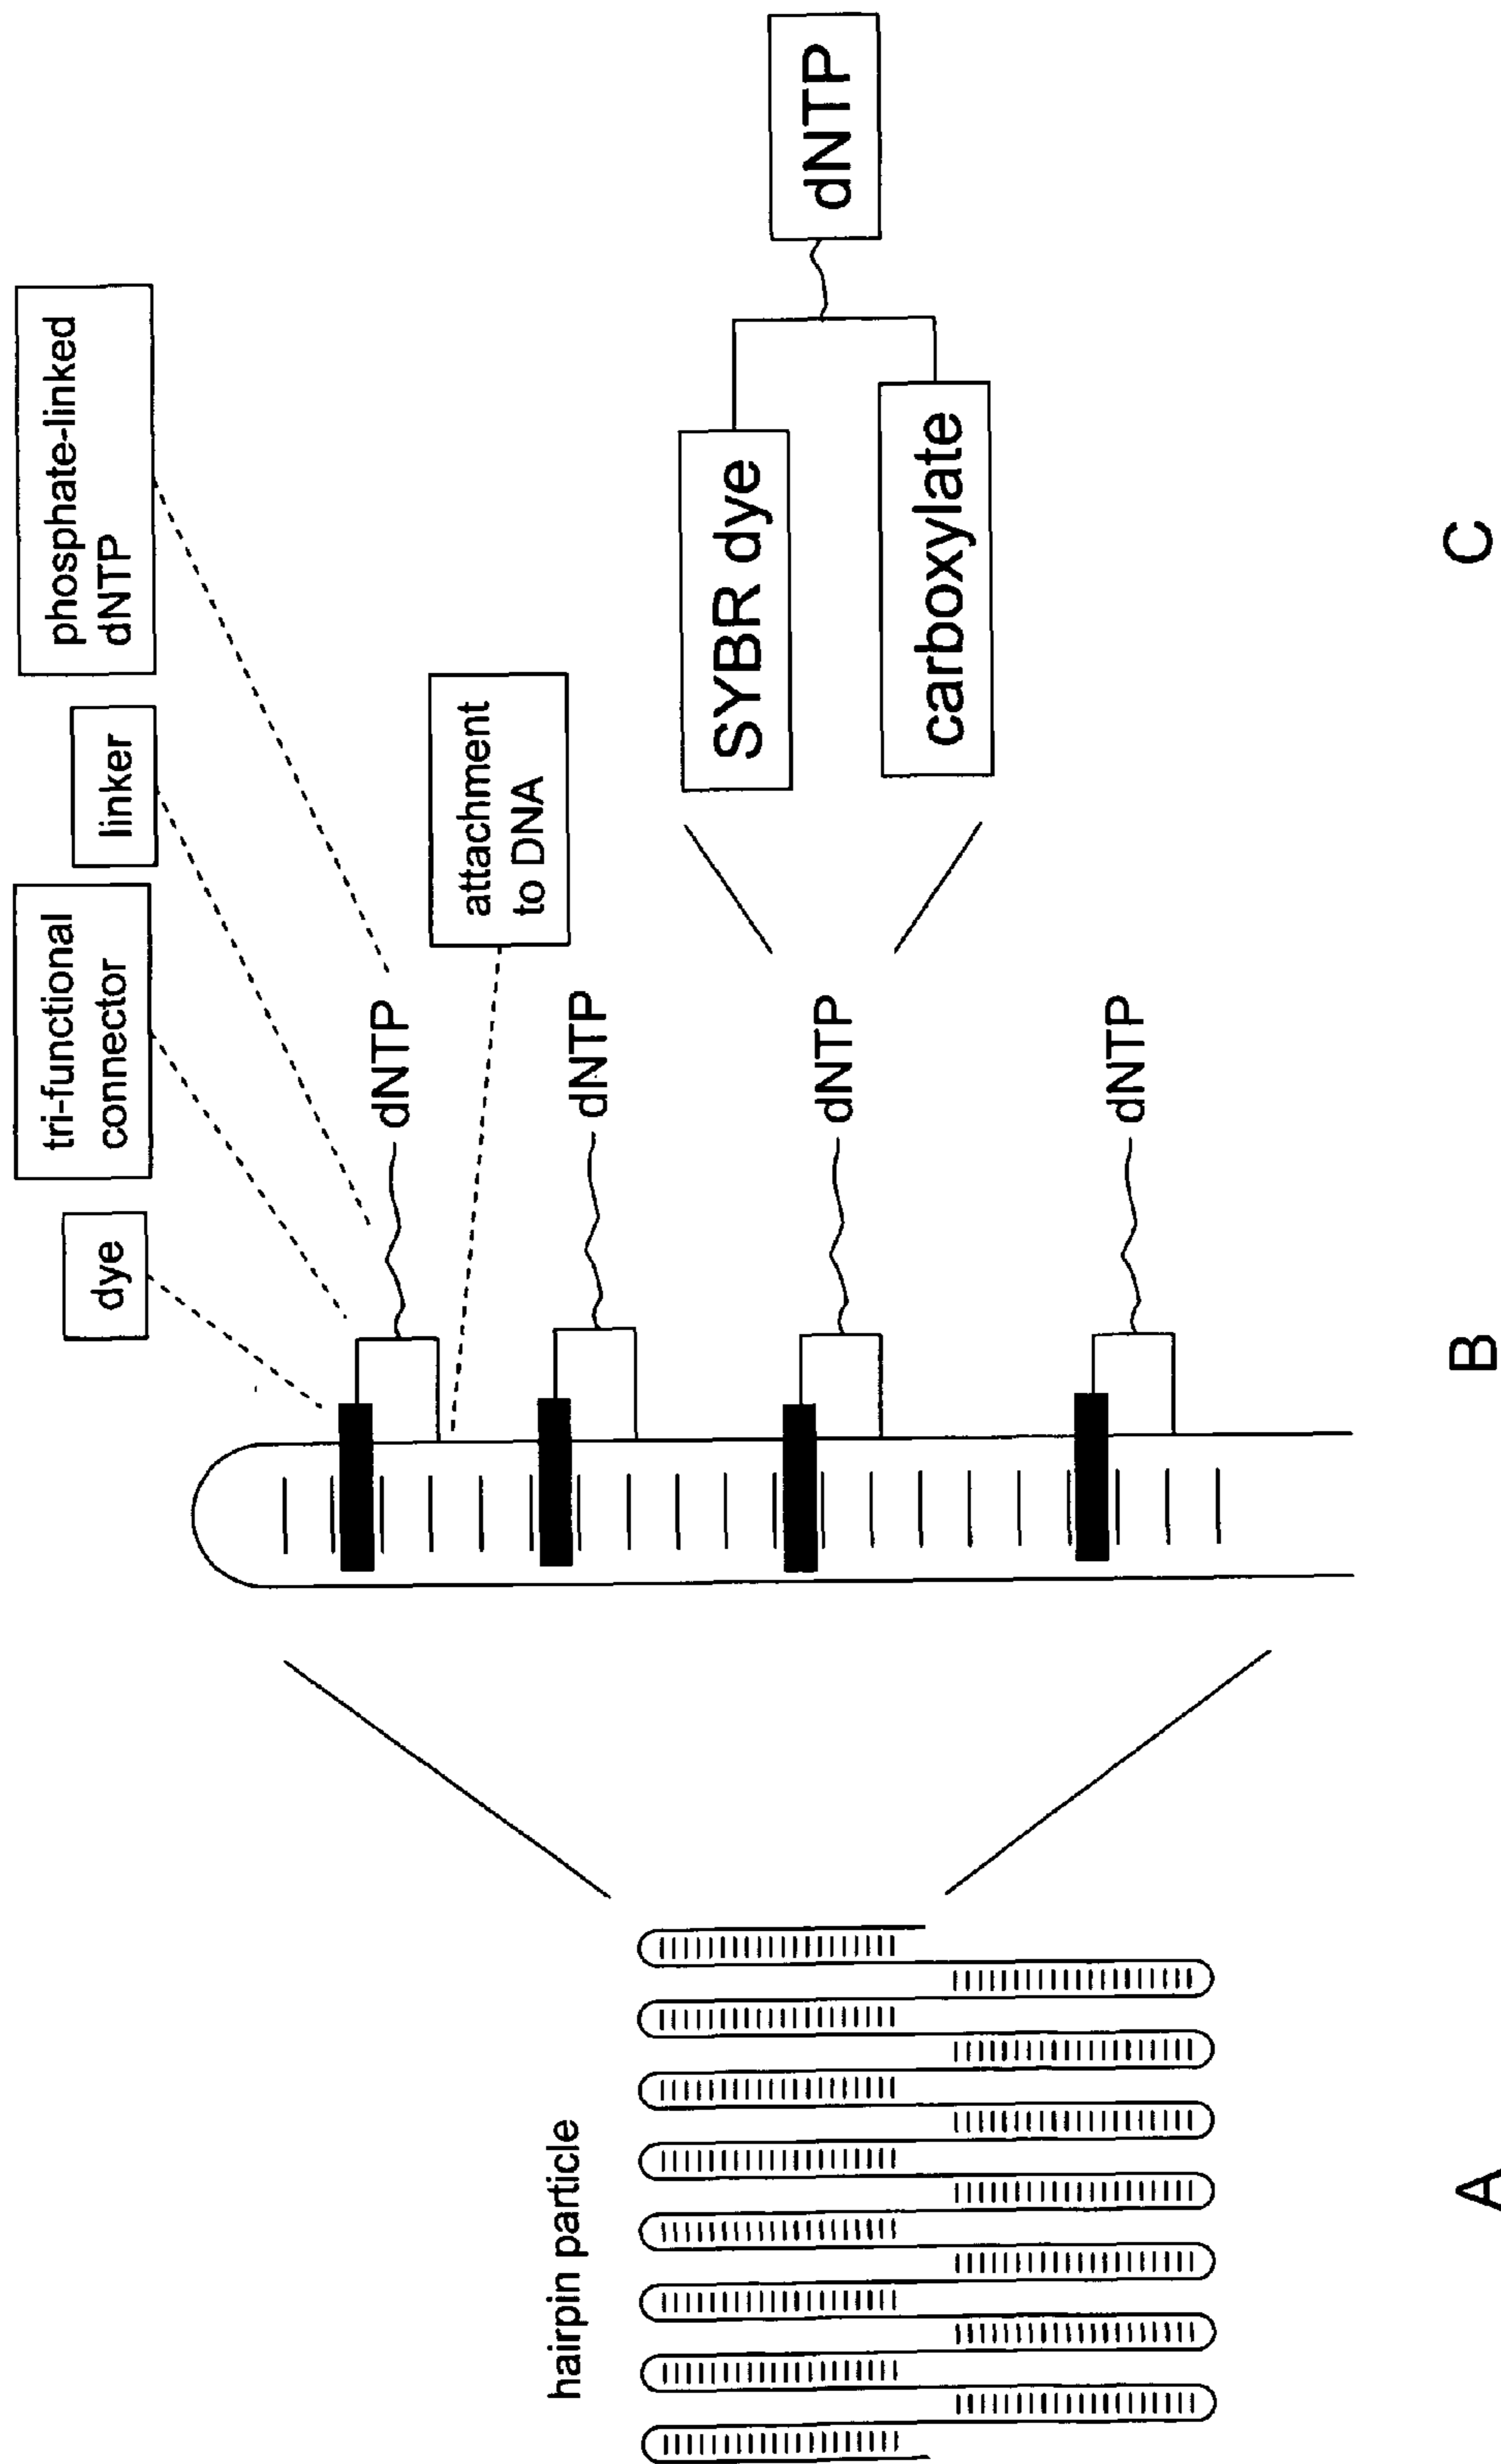 hairpin particle
dye
tri-functional
connector
linker
phosphate-linked
dNTP
attachment
to DNA
dNTP
dNTP
dNTP
dNTP
SYBR dye
carboxylate
dNTP
A
B
C